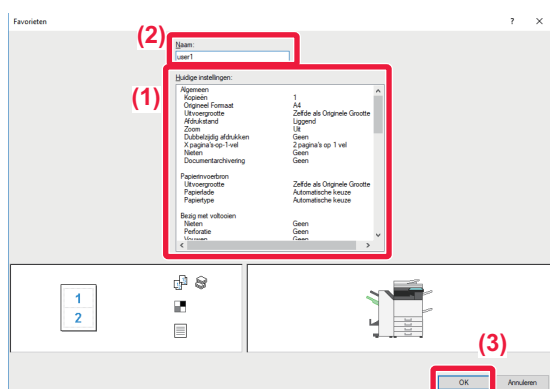 Favorieten ? ×
(2)
Naam:
user1
(1)
Huidige instellingen:
Algemeen
Kopieën 1
Origineel Formaat A4
Uitvoergrootte Zelfde als Originele Grootte
Afdrukstand Liggend
Zoom Uit
Dubbelzijdig afdrukken Geen
X pagina's-op-1-vel 2 pagina's op 1 vel
Nieten Geen
Documentarchivering Geen
Papierinvoerbron
Uitvoergrootte Zelfde als Originele Grootte
Papierlade Automatische keuze
Papiertype Automatische keuze
Bezig met voltooien
Nieten Geen
Perforatie Geen
Vouwen Geen
1
2
(3)
OK Annuleren